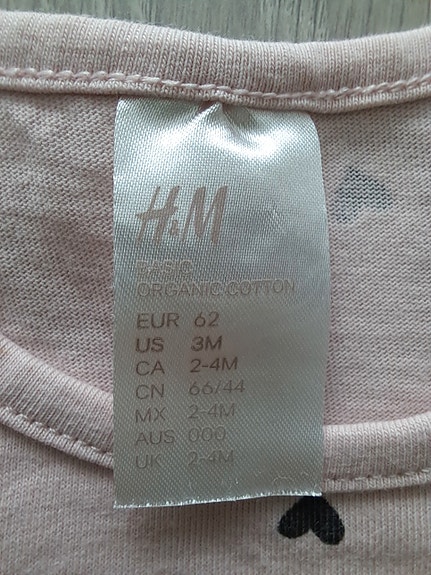 H&M
BASIC
ORGANIC COTTON
EUR 62
US 3M
CA 2-4M
CN 66/44
MX 2-4M
AUS 000
UK 2-4M